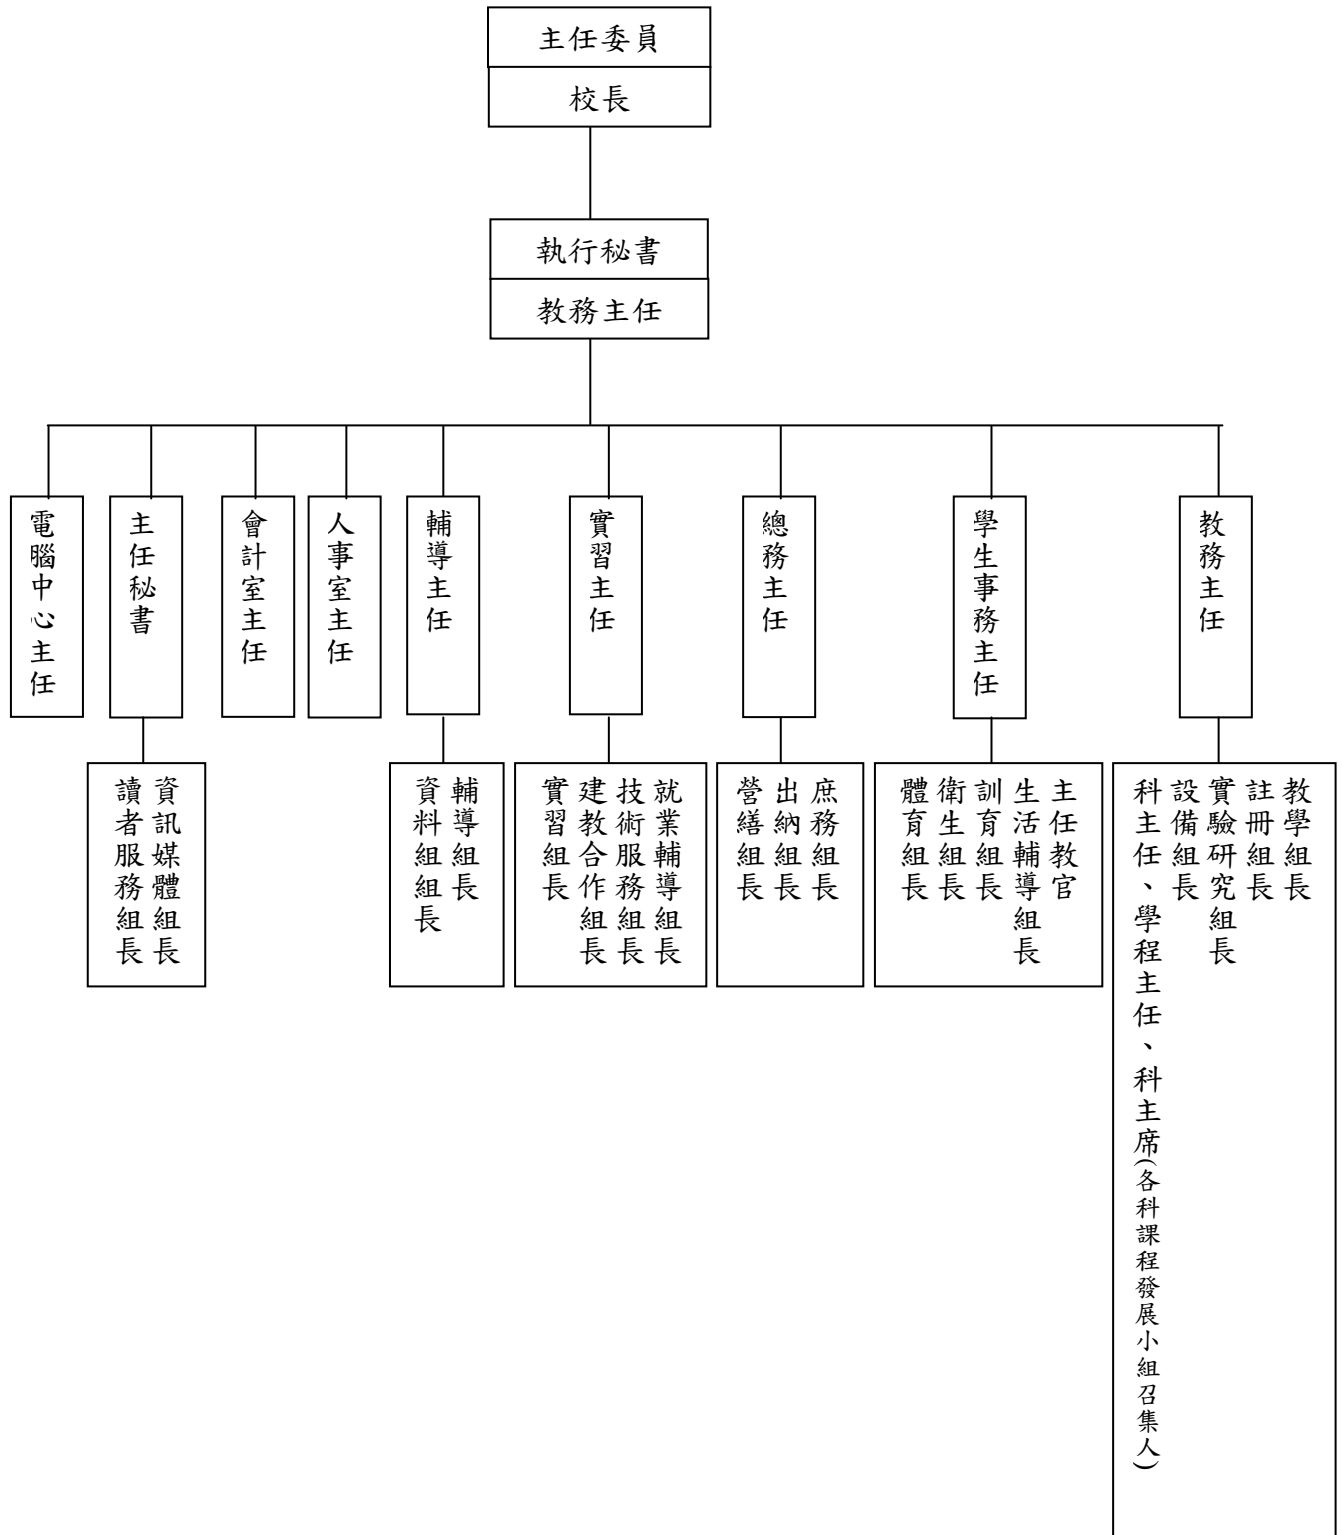 主任委員
校長
執行秘書
教務主任
教務主任
學生事務主任
總務主任
實習主任
輔導主任
人事室主任
會計室主任
主任秘書
電腦中心主任
教學組長
註冊組長
實驗研究組長
設備組長
科主任、學程主任、科主席(各科課程發展小組召集人)
主任教官
生活輔導組長
訓育組長
衛生組長
體育組長
庶務組長
出納組長
營繕組長
就業輔導組長
技術服務組長
建教合作組長
實習組長
輔導組長
資料組組長
資訊媒體組長
讀者服務組長